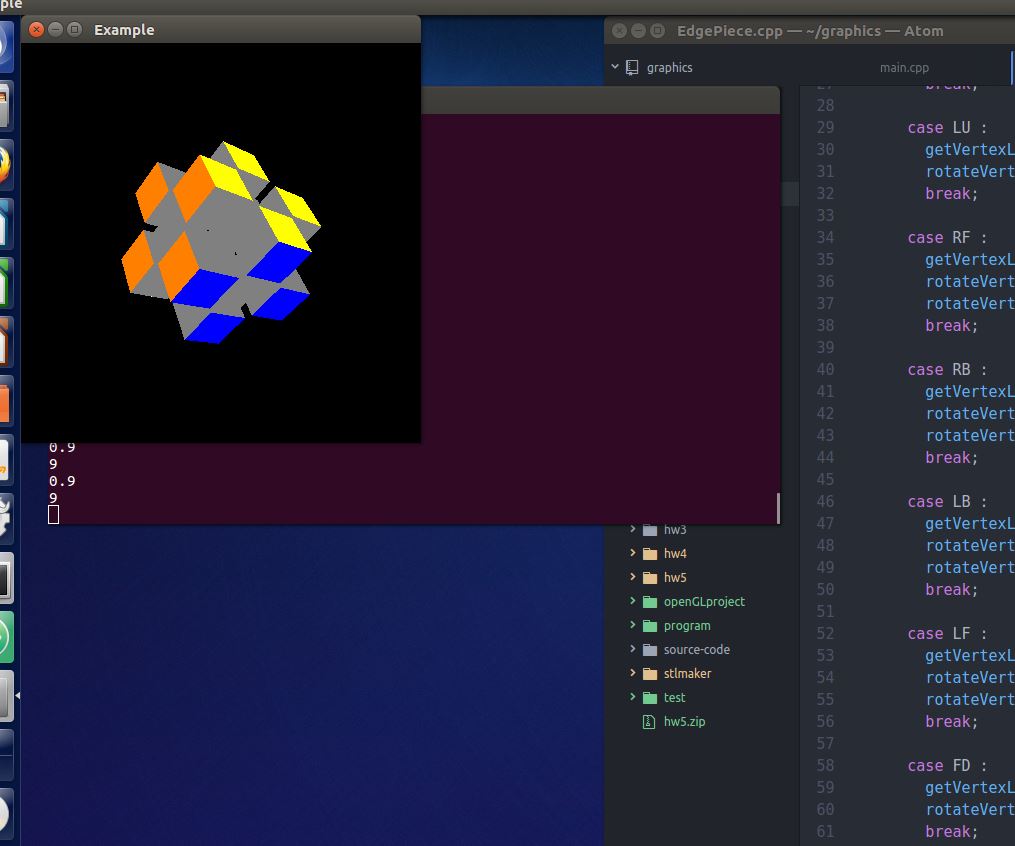 ple
Example
EdgePiece.cpp — ~/graphics — Atom
graphics
main.cpp
0.9
9
0.9
9
hw3
hw4
hw5
openGLproject
program
source-code
stlmaker
test
hw5.zip
27 break;
28
29 case LU :
30 getVertexL
31 rotateVert
32 break;
33
34 case RF :
35 getVertexL
36 rotateVert
37 rotateVert
38 break;
39
40 case RB :
41 getVertexL
42 rotateVert
43 rotateVert
44 break;
45
46 case LB :
47 getVertexL
48 rotateVert
49 rotateVert
50 break;
51
52 case LF :
53 getVertexL
54 rotateVert
55 rotateVert
56 break;
57
58 case FD :
59 getVertexL
60 rotateVert
61 break;